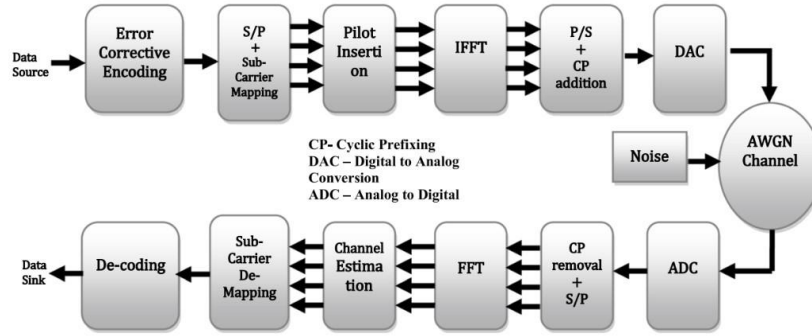 Data
Source
Error
Corrective
Encoding
S/P
+
Sub-
Carrier
Mapping
Pilot
Inserti
on
IFFT
P/S
+
CP
addition
DAC
AWGN
Channel
Noise
CP- Cyclic Prefixing
DAC – Digital to Analog
Conversion
ADC – Analog to Digital
Data
Sink
De-coding
Sub-
Carrier
De-
Mapping
Channel
Estima
tion
FFT
CP
removal
+
S/P
ADC